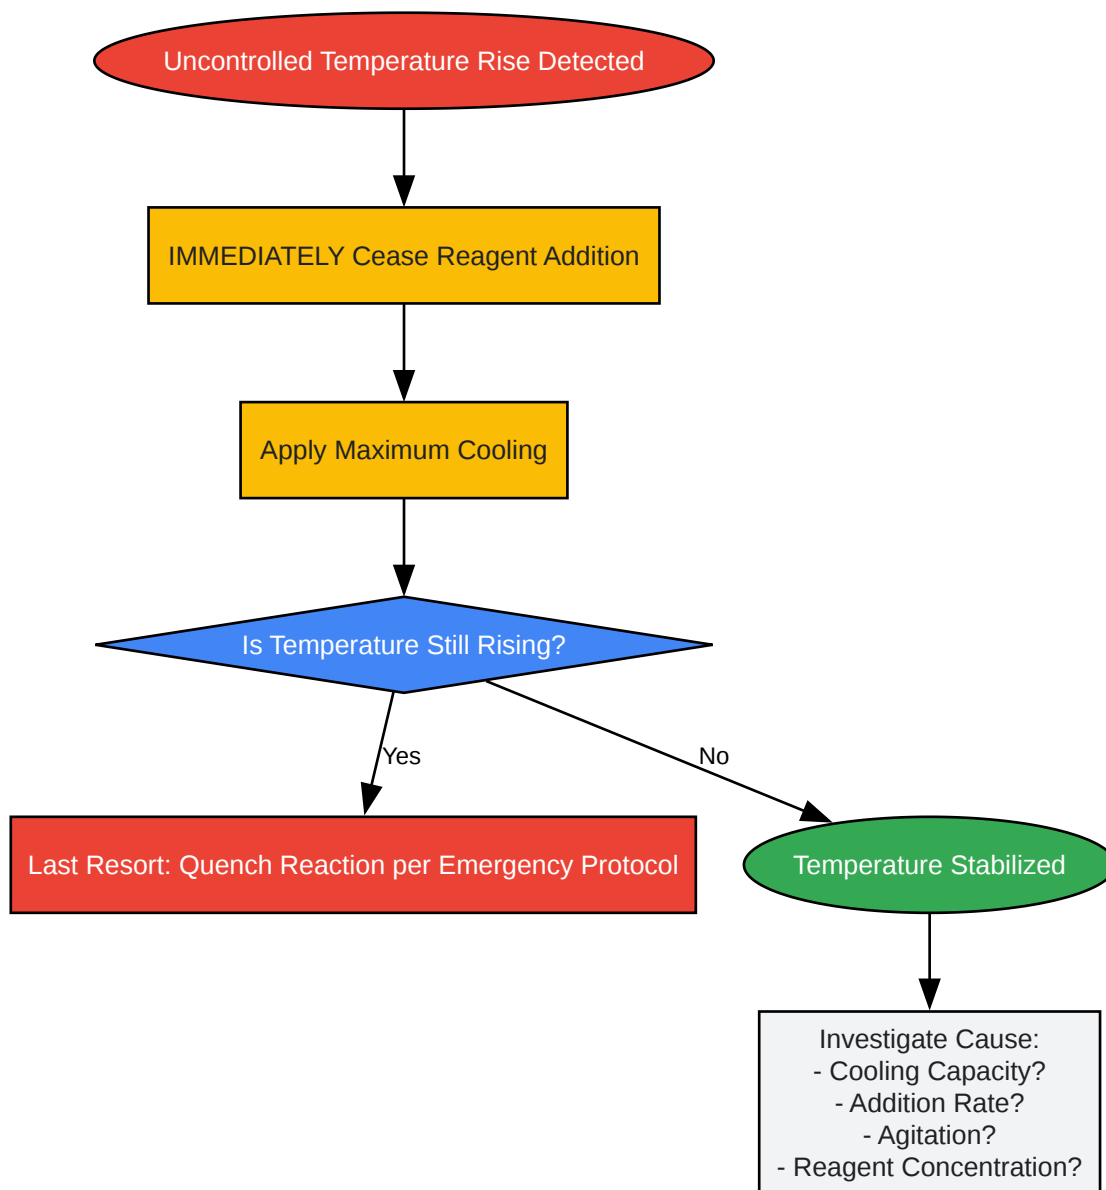 Uncontrolled Temperature Rise Detected
IMMEDIATELY Cease Reagent Addition
Apply Maximum Cooling
Is Temperature Still Rising?
Yes
No
Last Resort: Quench Reaction per Emergency Protocol
Temperature Stabilized
Investigate Cause:
- Cooling Capacity?
- Addition Rate?
- Agitation?
- Reagent Concentration?